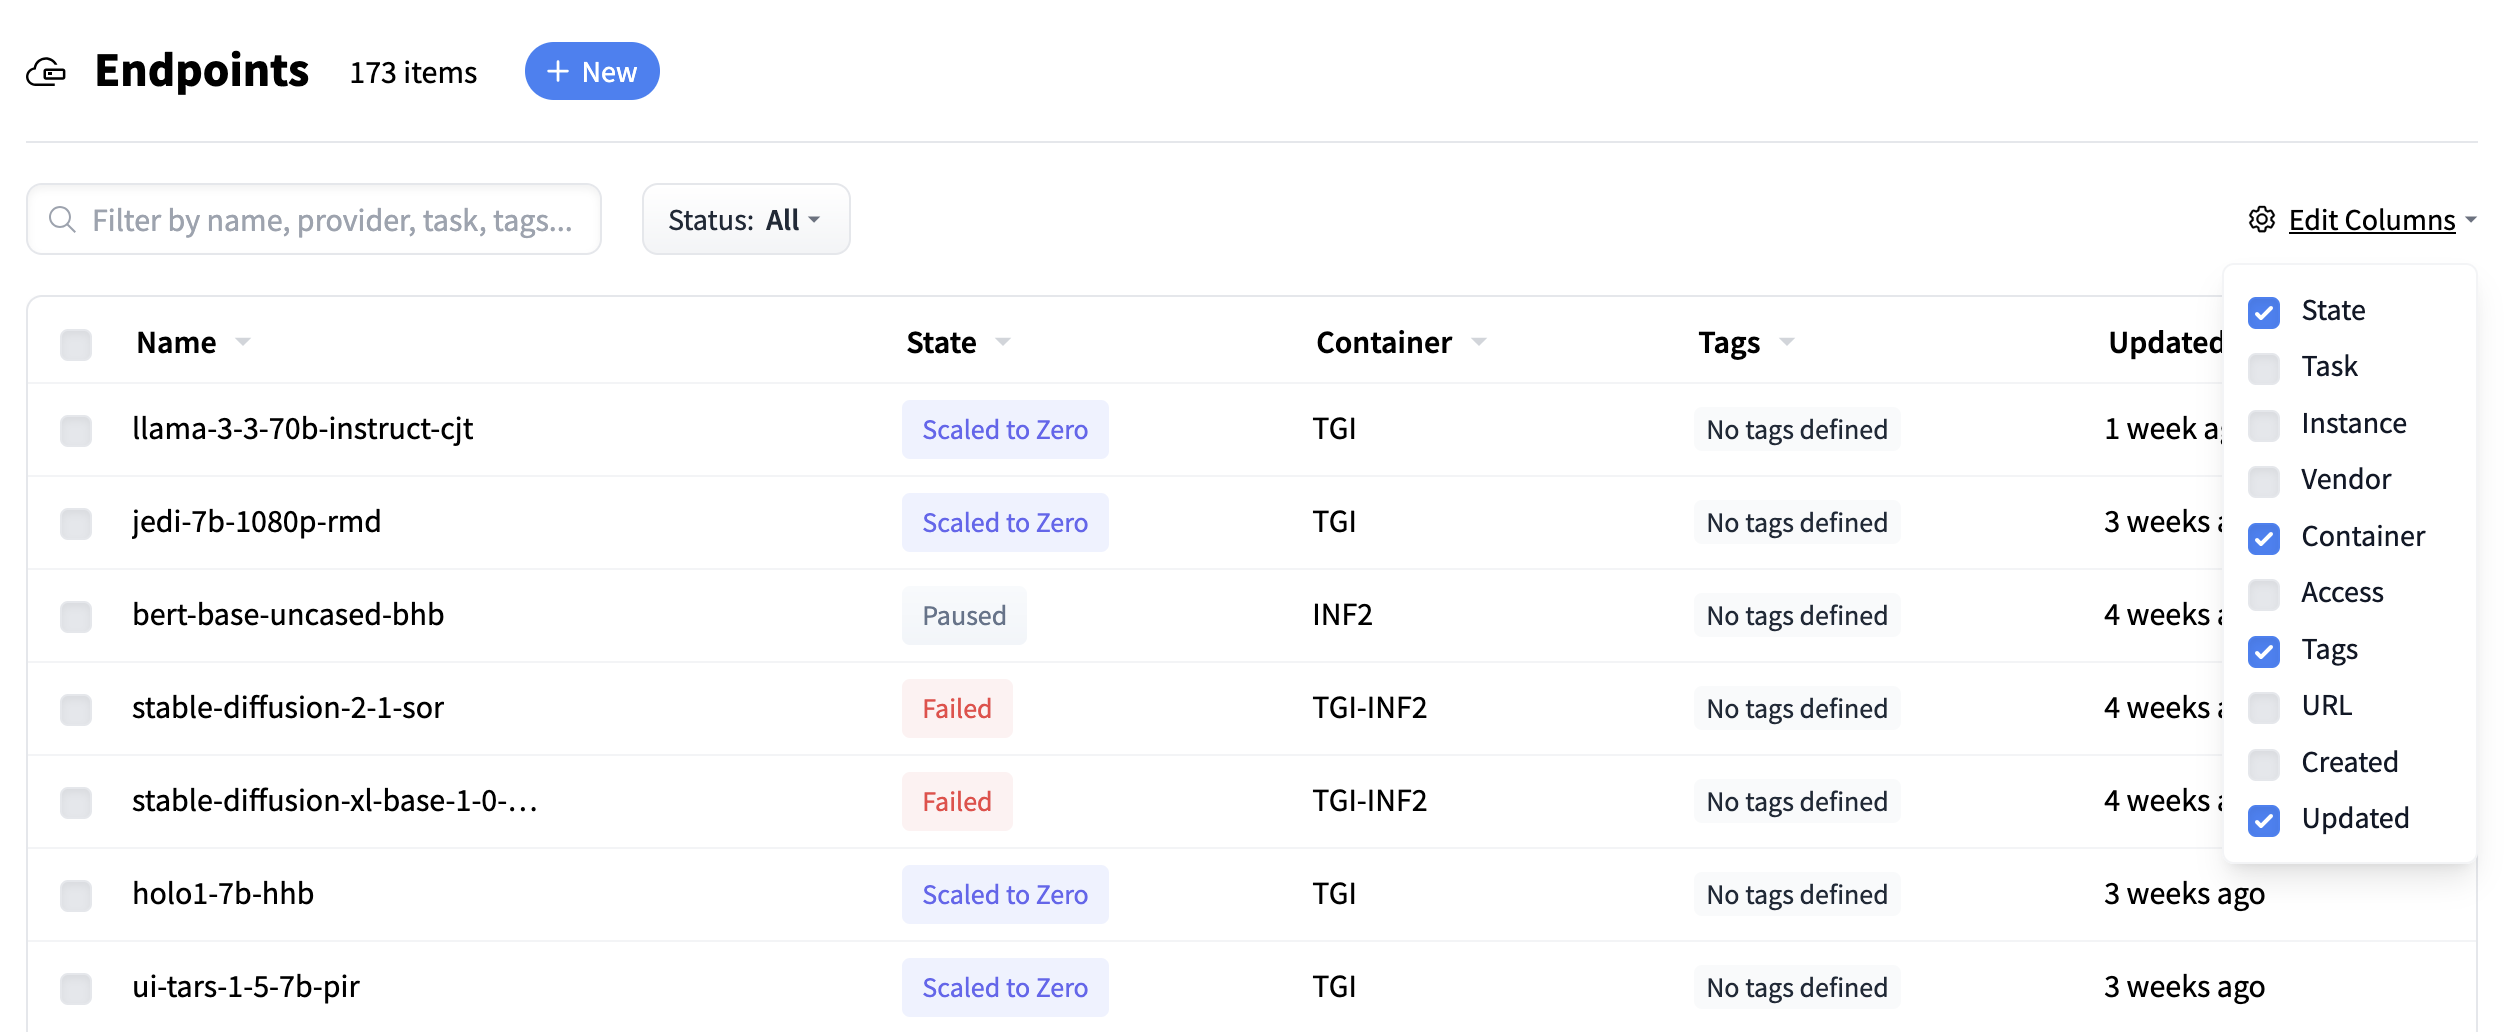 Endpoints 173 items + New
Filter by name, provider, task, tags... Status: All Edit Columns
Name State Container Tags Updated
llama-3-3-70b-instruct-cjt Scaled to Zero TGI No tags defined 1 week
jedi-7b-1080p-rmd Scaled to Zero TGI No tags defined 3 weeks
bert-base-uncased-bhb Paused INF2 No tags defined 4 weeks
stable-diffusion-2-1-sor Failed TGI-INF2 No tags defined 4 weeks
stable-diffusion-xl-base-1-0-... Failed TGI-INF2 No tags defined 4 weeks
holo1-7b-hhb Scaled to Zero TGI No tags defined 3 weeks ago
ui-tars-1-5-7b-pir Scaled to Zero TGI No tags defined 3 weeks ago
State
Task
Instance
Vendor
Container
Access
Tags
URL
Created
Updated